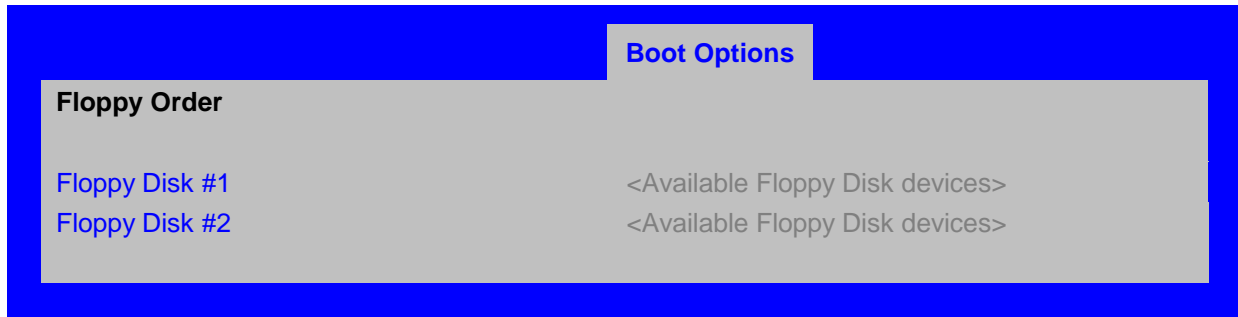 Boot Options
Floppy Order
Floppy Disk #1 <Available Floppy Disk devices>
Floppy Disk #2 <Available Floppy Disk devices>